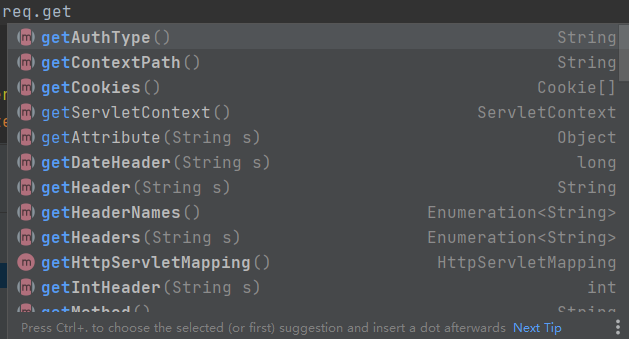 req.get
m getAuthType() String
m getContextPath() String
m getCookies() Cookie[]
m getServletContext() ServletContext
m getAttribute(String s) Object
m getDateHeader(String s) long
m getHeader(String s) String
m getHeaderNames() Enumeration<String>
m getHeaders(String s) Enumeration<String>
m getHttpServletMapping() HttpServletMapping
m getIntHeader(String s) int
m getMethod() String
Press Ctrl+. to choose the selected (or first) suggestion and insert a dot afterwards Next Tip